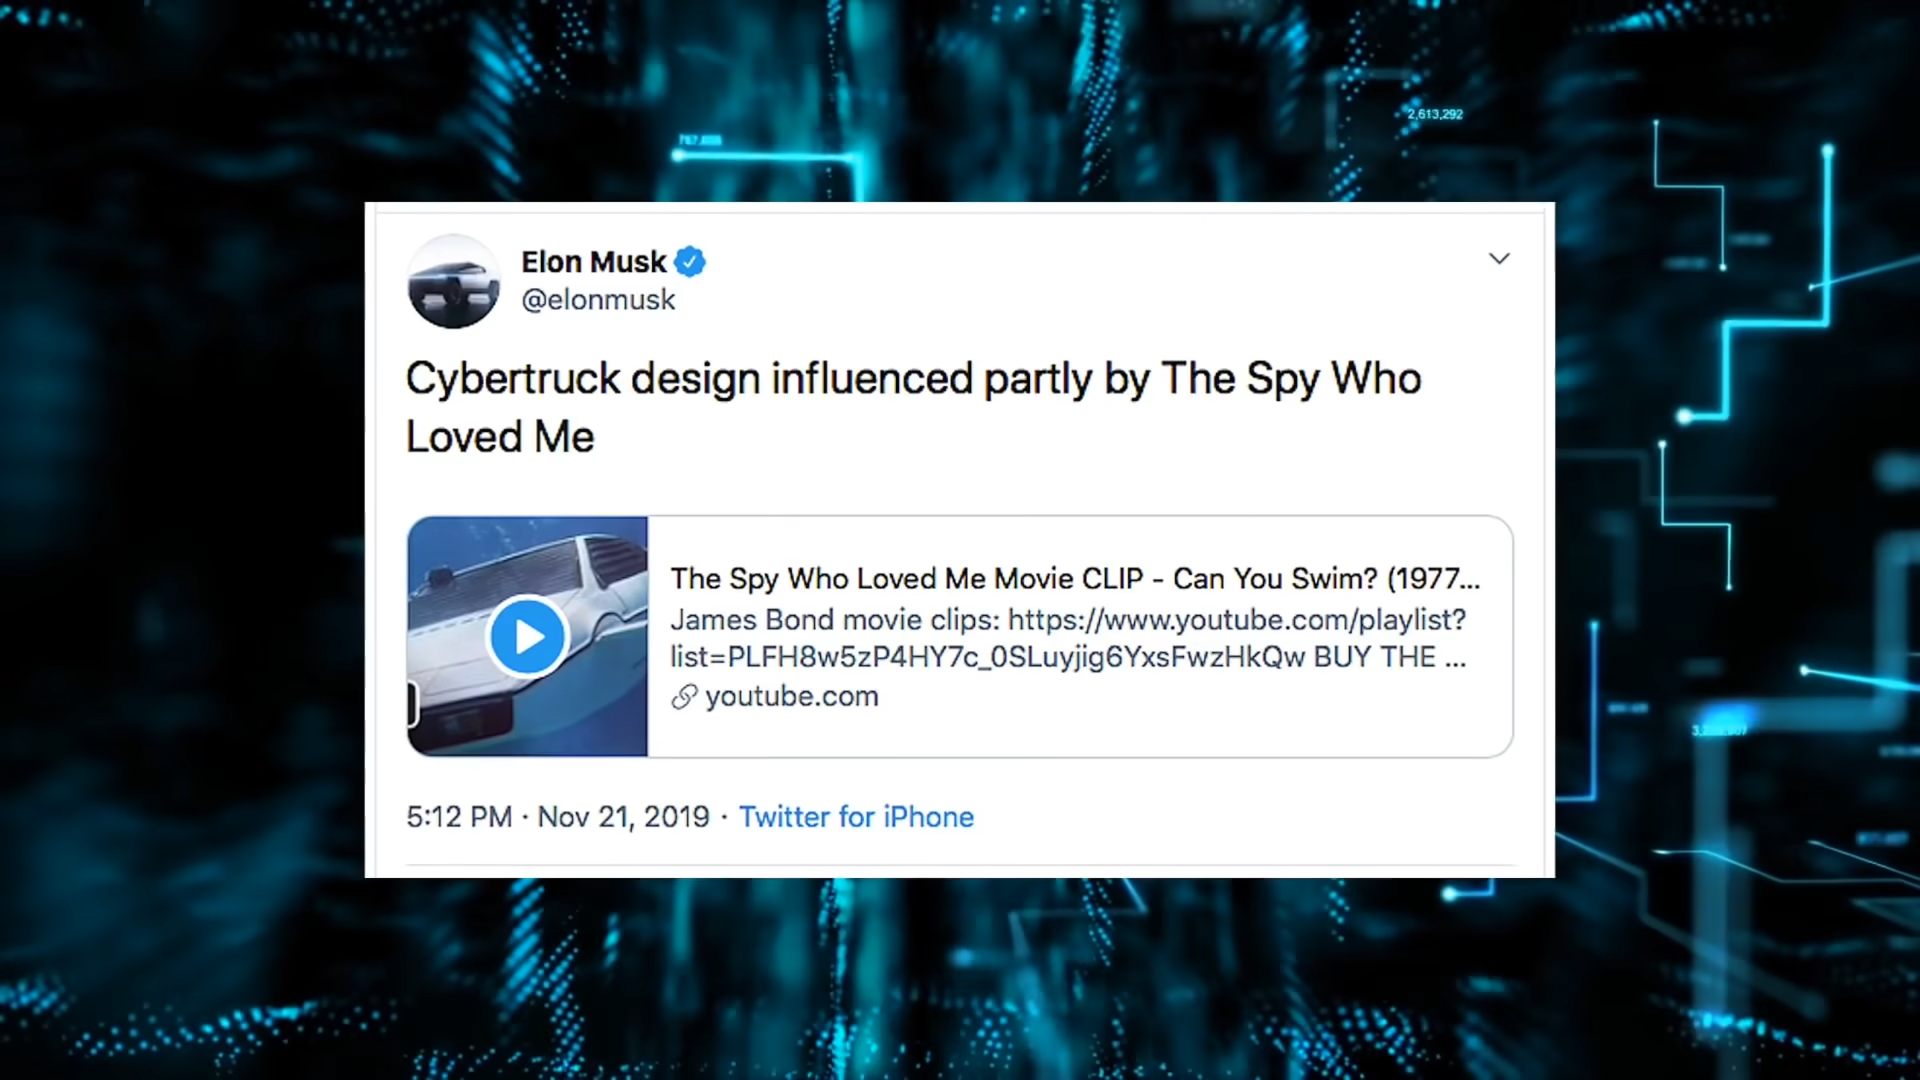 2,613,292
Elon Musk
@elonmusk
Cybertruck design influenced partly by The Spy Who
Loved Me
The Spy Who Loved Me Movie CLIP - Can You Swim? (1977...
James Bond movie clips: https://www.youtube.com/playlist?
list=PLFH8w5zP4HY7c_0SLuyjig6YxsFwzHkQw BUY THE ...
youtube.com
5:12 PM · Nov 21, 2019 · Twitter for iPhone